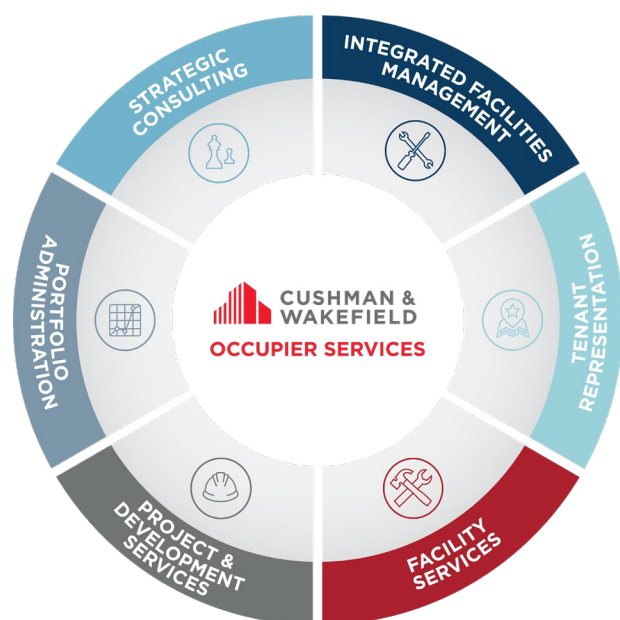 STRATEGIC
CONSULTING
INTEGRATED FACILITIES
MANAGEMENT
TENANT
REPRESENTATION
FACILITY
SERVICES
PROJECT &
DEVELOPMENT
SERVICES
PORTFOLIO
ADMINISTRATION
CUSHMAN &
WAKEFIELD
OCCUPIER SERVICES